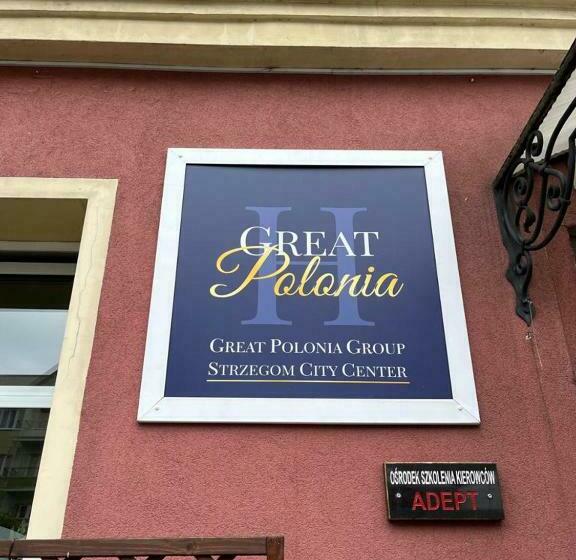 H
GREAT
Polonia
GREAT POLONIA GROUP
STRZEGOM CITY CENTER
OŚRODEK SZKOLENIA KIEROWCÓW
ADEPT